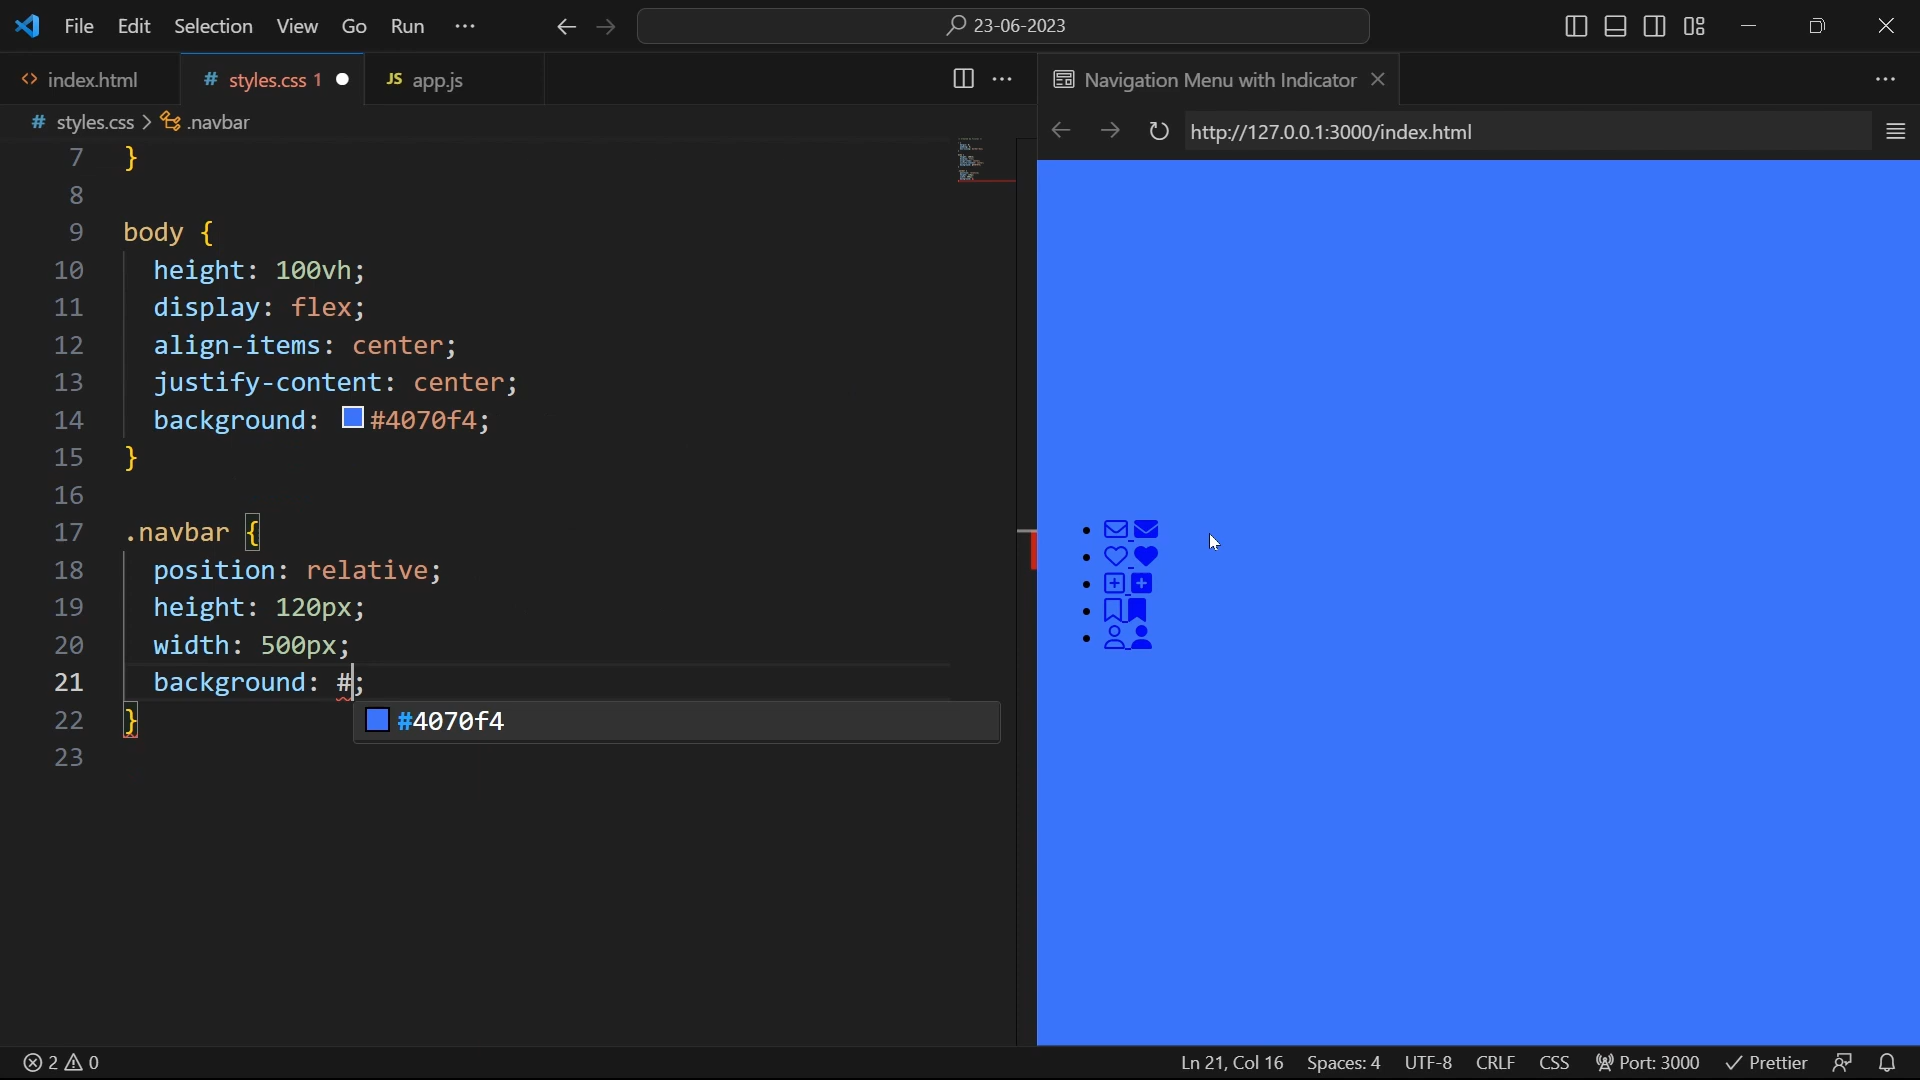 File Edit Selection View Go Run ··· 23-06-2023
index.html # styles.css 1 JS app.js ··· Navigation Menu with Indicator ···
# styles.css > .navbar http://127.0.0.1:3000/index.html
7 }
8
9 body {
10 height: 100vh;
11 display: flex;
12 align-items: center;
13 justify-content: center;
14 background: #4070f4;
15 }
16
17 .navbar {
18 position: relative;
19 height: 120px;
20 width: 500px;
21 background: #;
22 } #4070f4
23
2 0 Ln 21, Col 16 Spaces: 4 UTF-8 CRLF CSS Port: 3000 Prettier